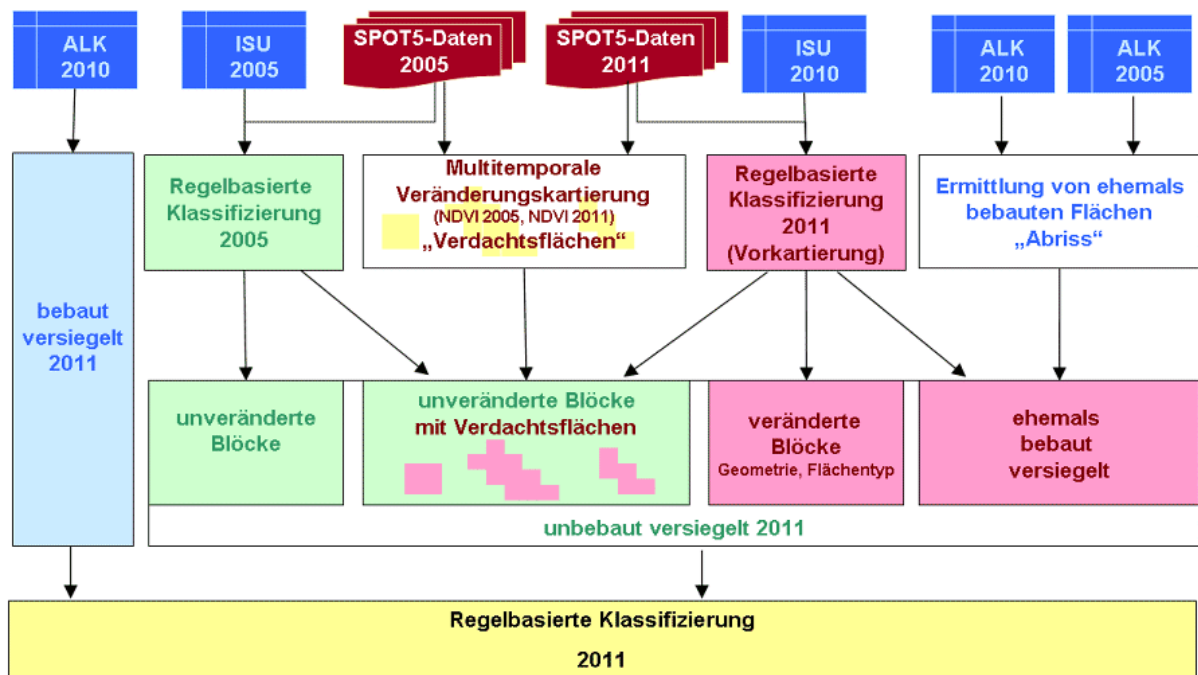 ALK
2010
ISU
2005
SPOT5-Daten
2005
SPOT5-Daten
2011
ISU
2010
ALK
2010
ALK
2005
bebaut
versiegelt
2011
Regelbasierte
Klassifizierung
2005
Multitemporale
Veränderungskartierung
(NDVI 2005, NDVI 2011)
„Verdachtsflächen“
Regelbasierte
Klassifizierung
2011
(Vorkartierung)
Ermittlung von ehemals
bebauten Flächen
„Abriss“
unveränderte
Blöcke
unveränderte Blöcke
mit Verdachtsflächen
veränderte
Blöcke
Geometrie, Flächentyp
ehemals
bebaut
versiegelt
unbebaut versiegelt 2011
Regelbasierte Klassifizierung
2011